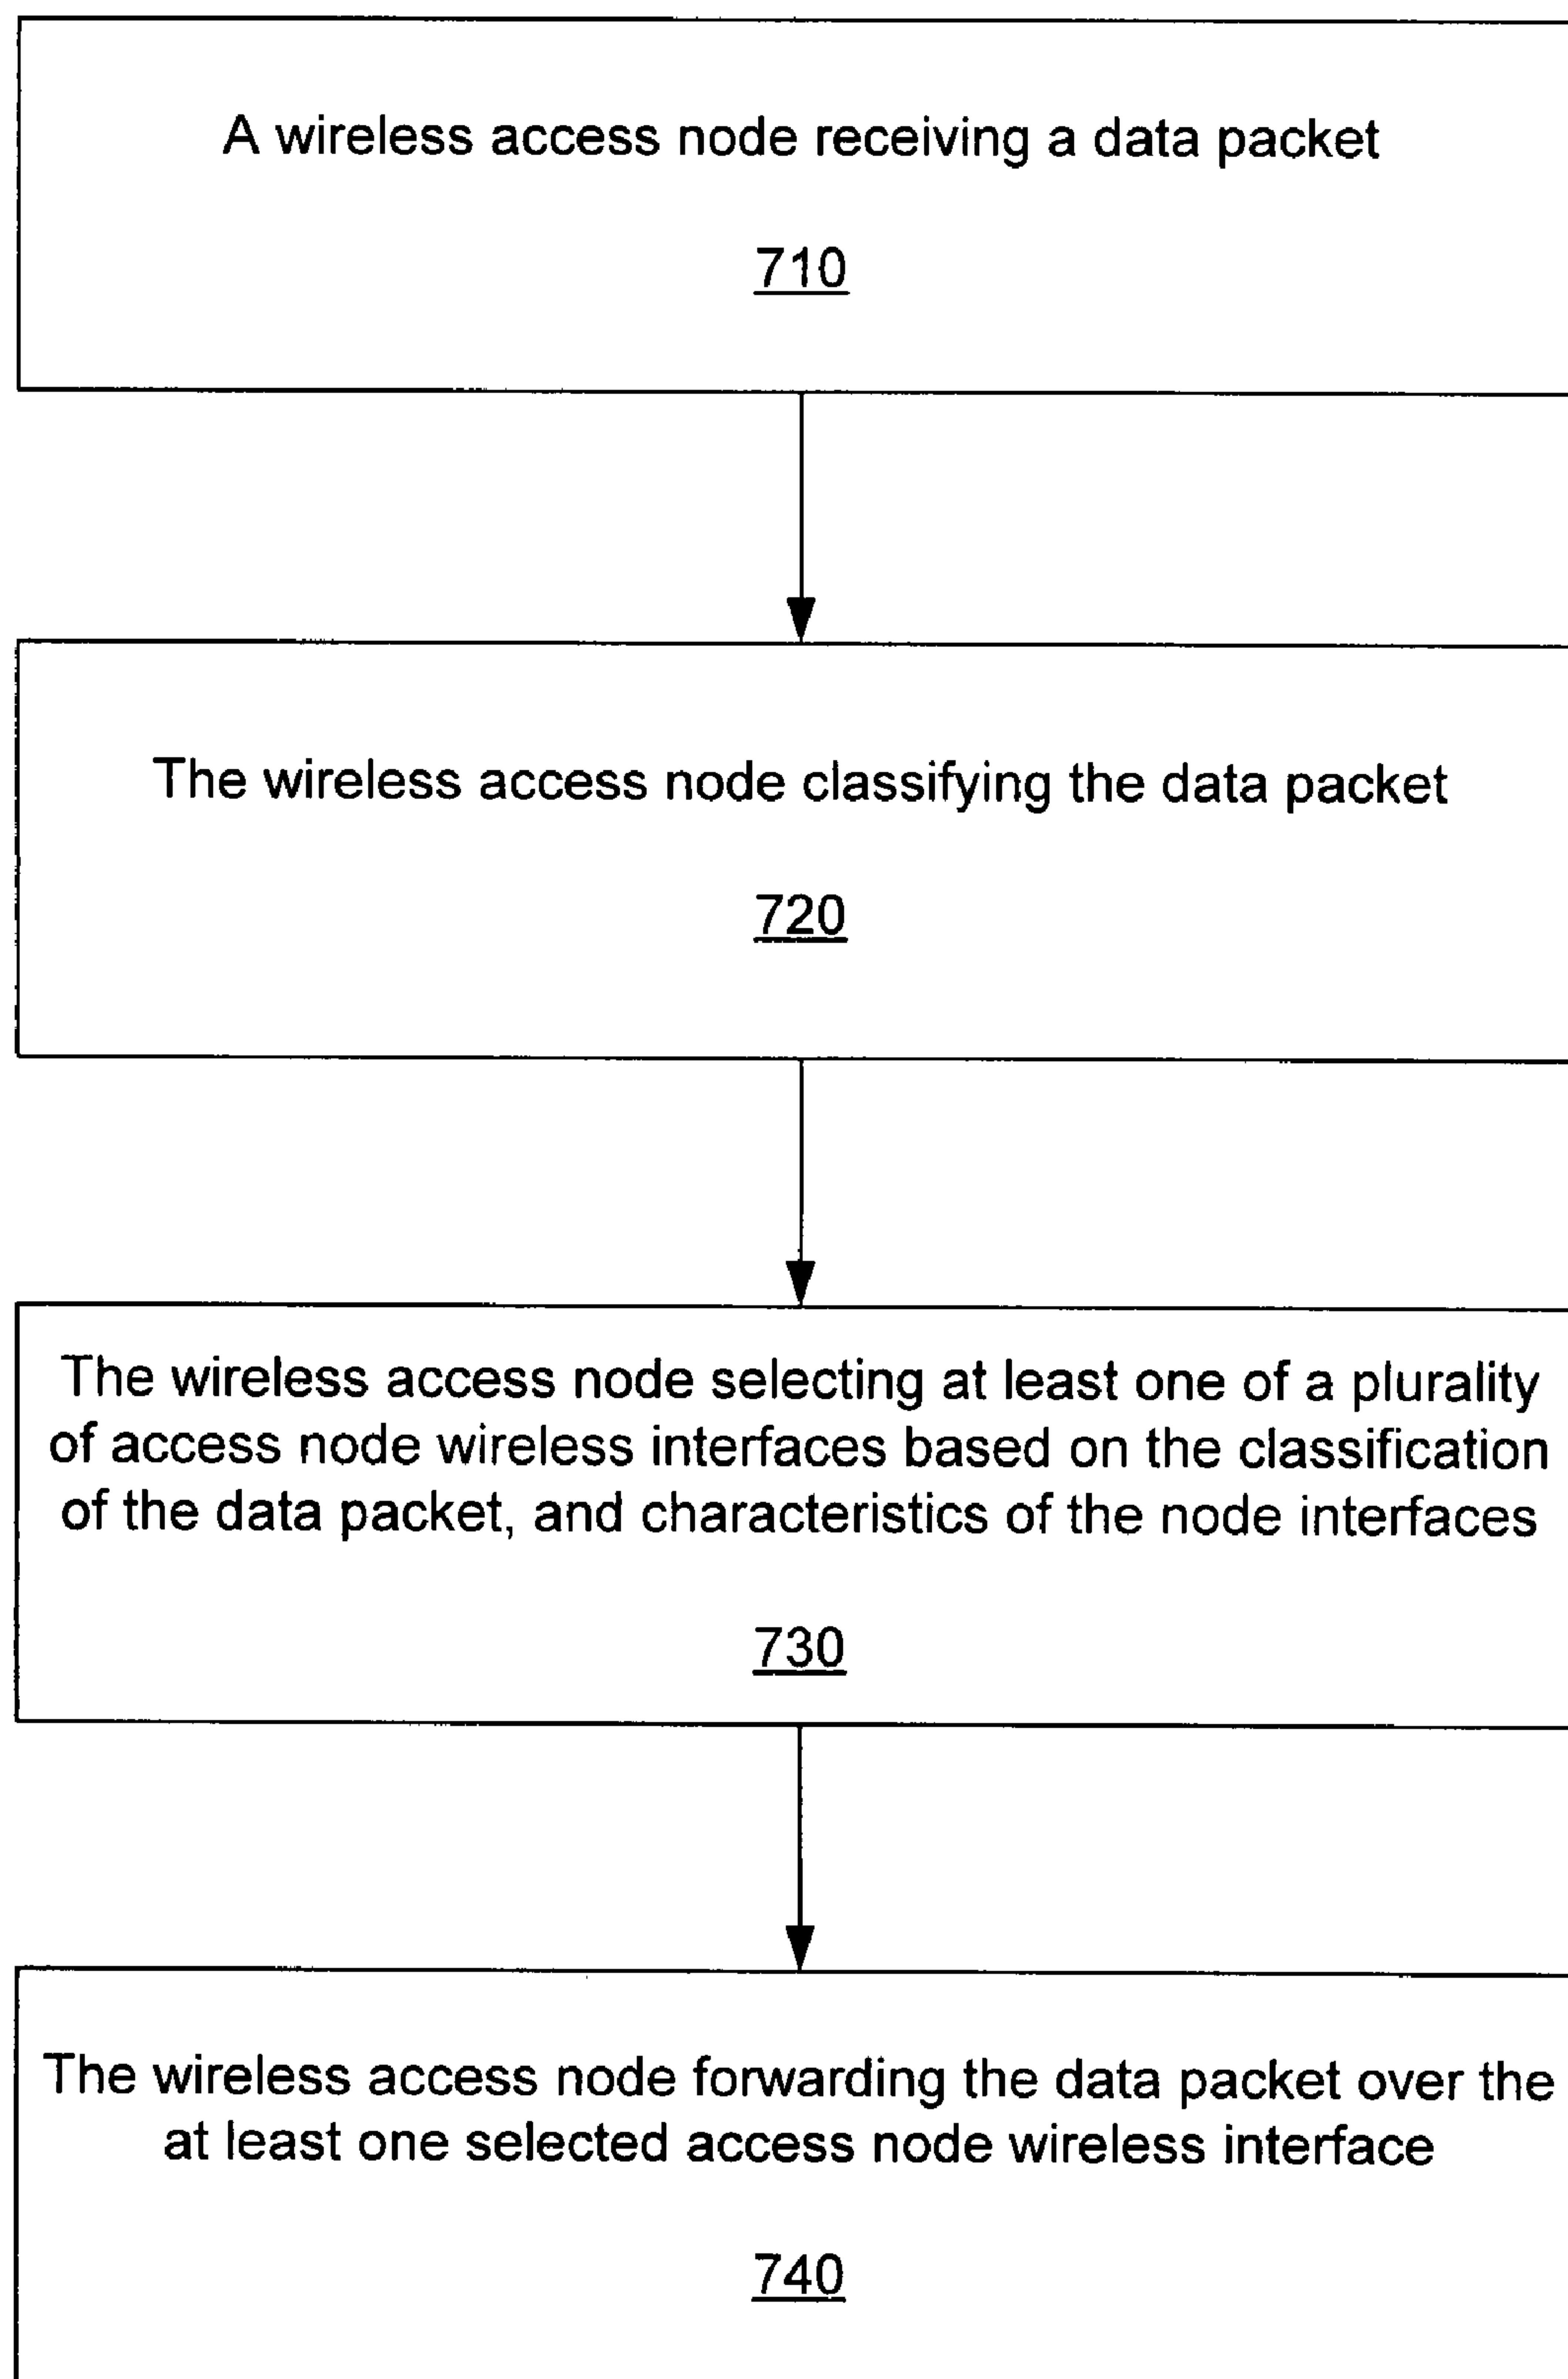 A wireless access node receiving a data packet
710
The wireless access node classifying the data packet
720
The wireless access node selecting at least one of a plurality
of access node wireless interfaces based on the classification
of the data packet, and characteristics of the node interfaces
730
The wireless access node forwarding the data packet over the
at least one selected access node wireless interface
740